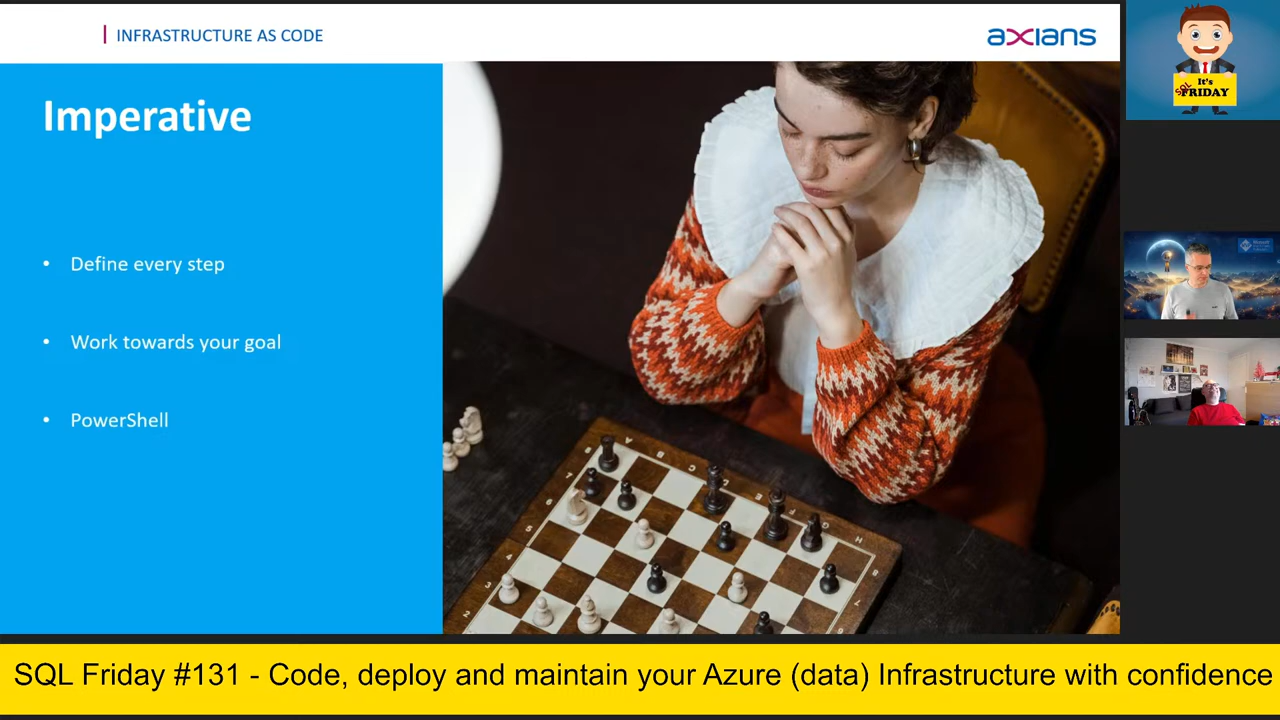 INFRASTRUCTURE AS CODE
axians
Imperative
• Define every step
• Work towards your goal
• PowerShell
It's
SQL FRIDAY
SQL Friday #131 - Code, deploy and maintain your Azure (data) Infrastructure with confidence